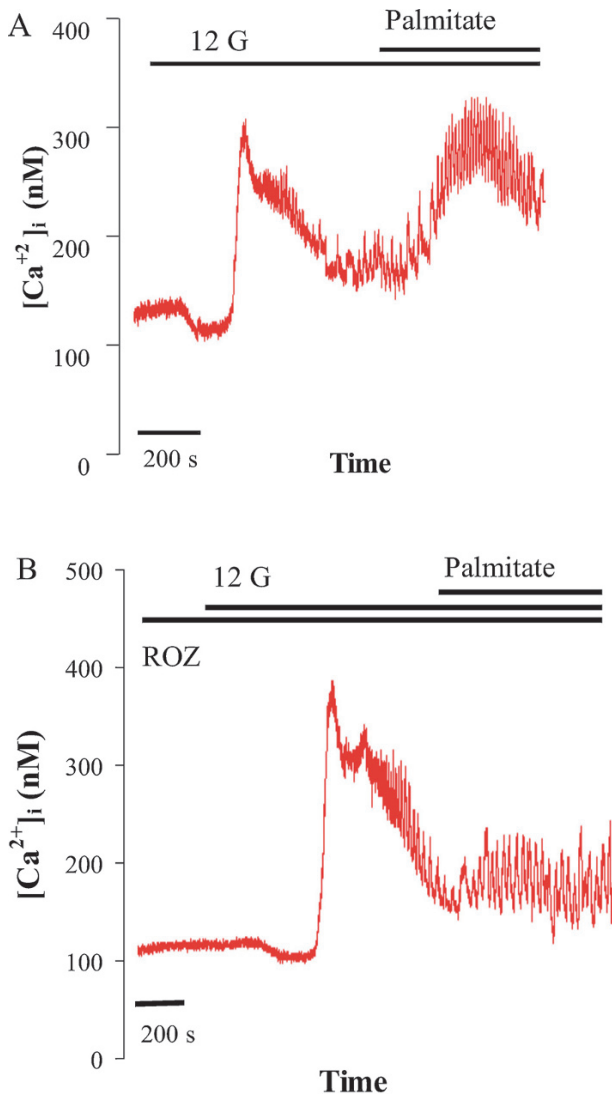 A
400
12 G
Palmitate
300
200
100
0
[Ca⁺²]ᵢ (nM)
200 s
Time
B
500
12 G
Palmitate
ROZ
400
300
200
100
0
[Ca²⁺]ᵢ (nM)
200 s
Time